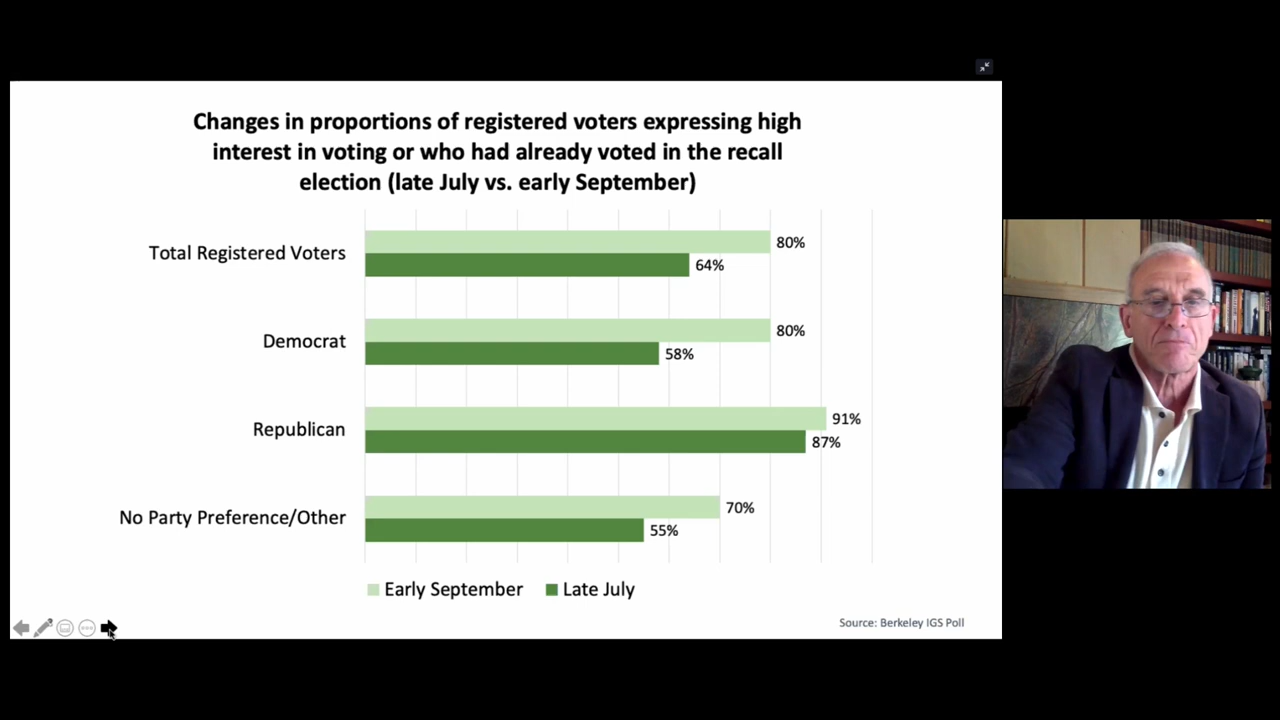 Changes in proportions of registered voters expressing high
interest in voting or who had already voted in the recall
election (late July vs. early September)
Total Registered Voters
80%
64%
Democrat
80%
58%
Republican
91%
87%
No Party Preference/Other
70%
55%
Early September
Late July
Source: Berkeley IGS Poll